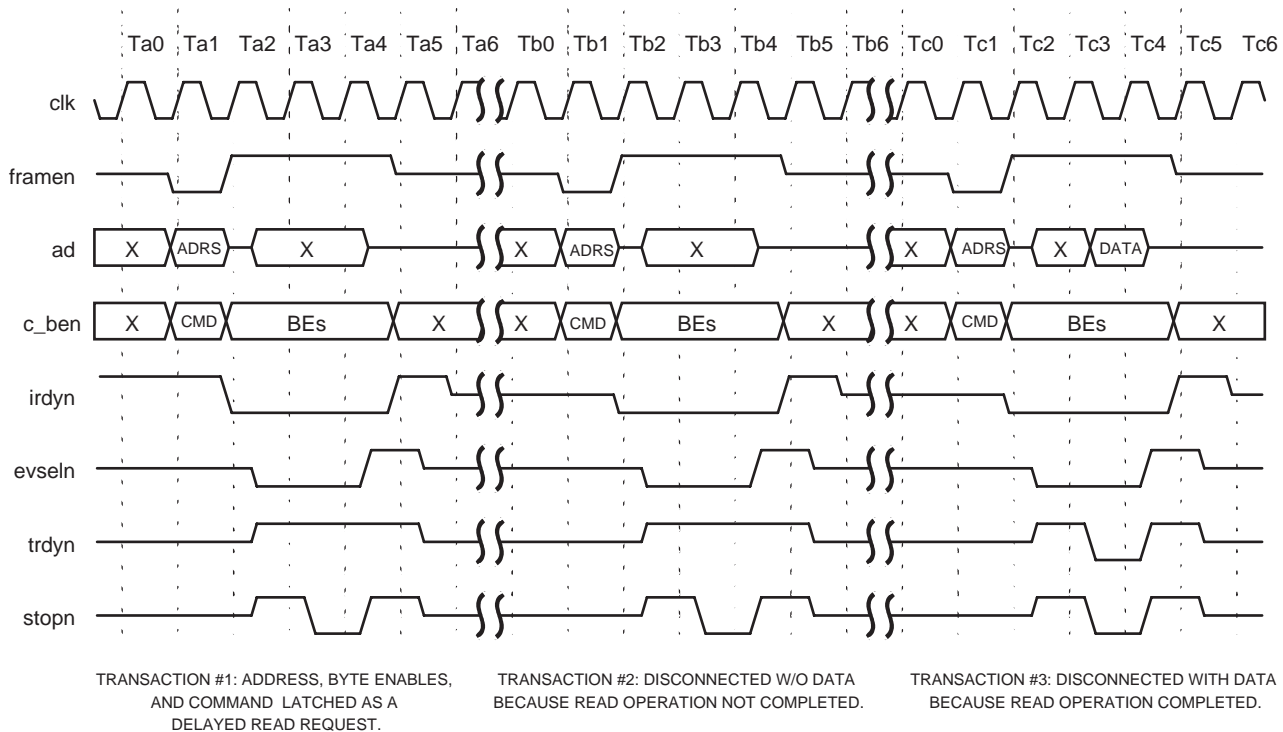 Ta0 Ta1 Ta2 Ta3 Ta4 Ta5 Ta6 Tb0 Tb1 Tb2 Tb3 Tb4 Tb5 Tb6 Tc0 Tc1 Tc2 Tc3 Tc4 Tc5 Tc6
clk
framen
ad X ADRS X X ADRS X X ADRS X DATA
c_ben X CMD BEs X X CMD BEs X X CMD BEs X
irdyn
evseln
trdyn
stopn
TRANSACTION #1: ADDRESS, BYTE ENABLES,
AND COMMAND LATCHED AS A
DELAYED READ REQUEST.
TRANSACTION #2: DISCONNECTED W/O DATA
BECAUSE READ OPERATION NOT COMPLETED.
TRANSACTION #3: DISCONNECTED WITH DATA
BECAUSE READ OPERATION COMPLETED.